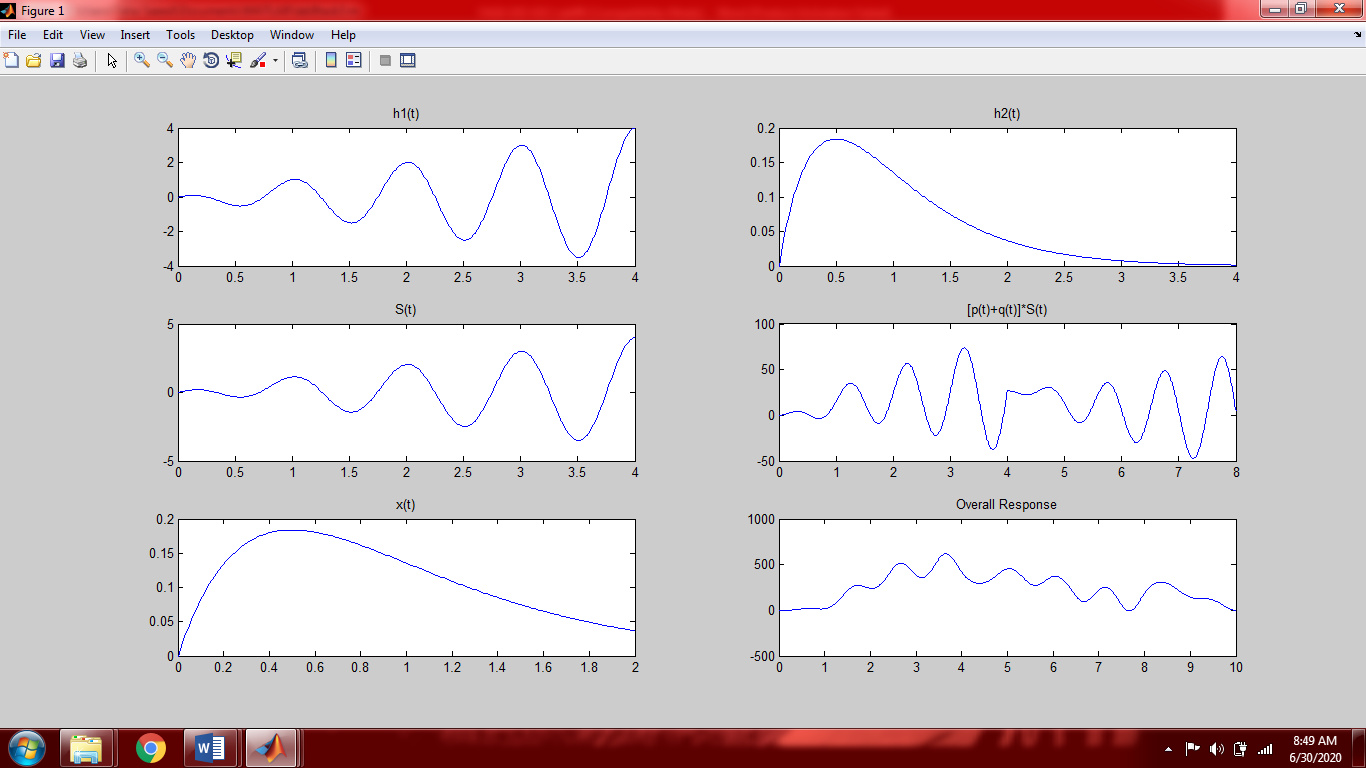 Figure 1
File Edit View Insert Tools Desktop Window Help
h1(t)
4
2
0
-2
-4
0 0.5 1 1.5 2 2.5 3 3.5 4
h2(t)
0.2
0.15
0.1
0.05
0
0 0.5 1 1.5 2 2.5 3 3.5 4
S(t)
5
0
-5
0 0.5 1 1.5 2 2.5 3 3.5 4
[p(t)+q(t)]*S(t)
100
50
0
-50
0 1 2 3 4 5 6 7 8
x(t)
0.2
0.15
0.1
0.05
0
0 0.2 0.4 0.6 0.8 1 1.2 1.4 1.6 1.8 2
Overall Response
1000
500
0
-500
0 1 2 3 4 5 6 7 8 9 10
8:49 AM
6/30/2020